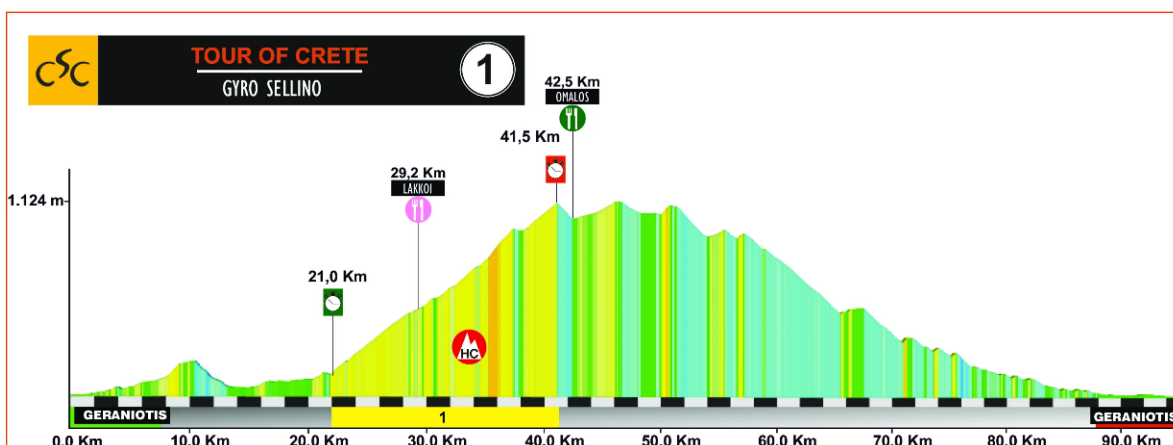 CSC
TOUR OF CRETE
GYRO SELLINO
1
42,5 Km
OMALOS
41,5 Km
29,2 Km
LAKKOI
1.124 m
21,0 Km
HC
GERANIOTIS
1
GERANIOTIS
0.0 Km 10.0 Km 20.0 Km 30.0 Km 40.0 Km 50.0 Km 60.0 Km 70.0 Km 80.0 Km 90.0 Km